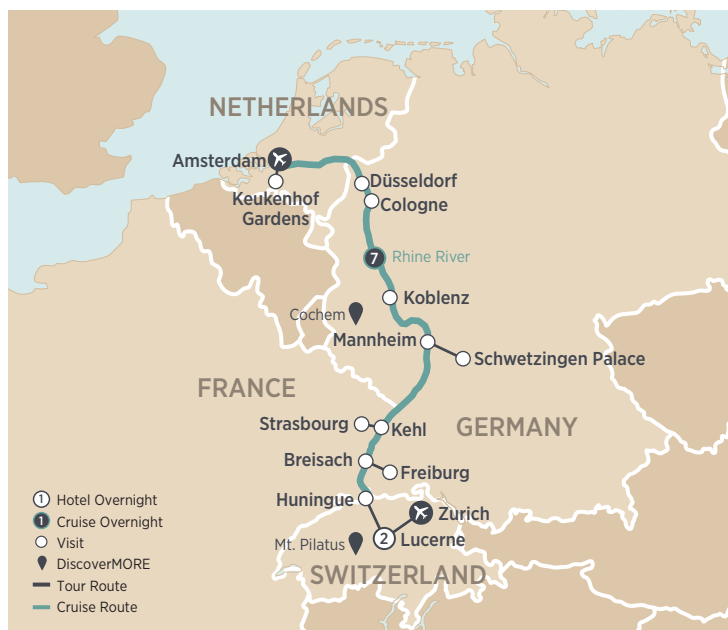 NETHERLANDS
Amsterdam
Keukenhof
Gardens
Düsseldorf
Cologne
7
Rhine River
Koblenz
Cochem
Mannheim
Schwetzingen Palace
FRANCE
Strasbourg
Kehl
GERMANY
Breisach
Freiburg
Huningue
Zurich
2
Lucerne
Mt. Pilatus
SWITZERLAND
1 Hotel Overnight
1 Cruise Overnight
Visit
DiscoverMORE
Tour Route
Cruise Route